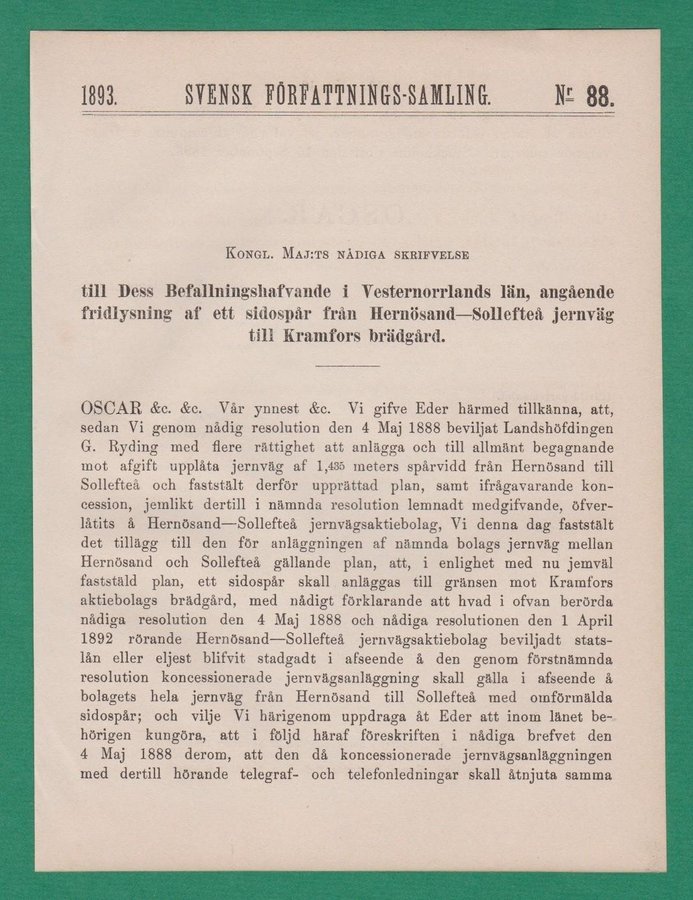 1893. SVENSK FÖRFATTNINGS-SAMLING. Nr 88.
KONGL. MAJ:TS NÅDIGA SKRIFVELSE
till Dess Befallningshafvande i Vesternorrlands län, angående
fridlysning af ett sidospår från Hernösand—Sollefteå jernväg
till Kramfors brädgård.
OSCAR &c. &c. Vår ynnest &c. Vi gifve Eder härmed tillkänna, att,
sedan Vi genom nådig resolution den 4 Maj 1888 beviljat Landshöfdingen
G. Ryding med flere rättighet att anlägga och till allmänt begagnande
mot afgift upplåta jernväg af 1,435 meters spårvidd från Hernösand till
Sollefteå och fastställt derför upprättad plan, samt ifrågavarande kon-
cession, jemlikt dertill i nämnda resolution lemnadt medgifvande, öfver-
låtits å Hernösand—Sollefteå jernvägsaktiebolag, Vi denna dag fastställt
det tillägg till den för anläggningen af nämnda bolags jernväg mellan
Hernösand och Sollefteå gällande plan, att, i enlighet med nu jemväl
fastställd plan, ett sidospår skall anläggas till gränsen mot Kramfors
aktiebolags brädgård, med nådigt förklarande att hvad i ofvan berörda
nådiga resolution den 4 Maj 1888 och nådiga resolutionen den 1 April
1892 rörande Hernösand—Sollefteå jernvägsaktiebolag beviljadt stats-
lån eller eljest blifvit stadgadt i afseende å den genom förstnämnda
resolution koncessionerade jernvägsanläggning skall gälla i afseende å
bolagets hela jernväg från Hernösand till Sollefteå med omförmälda
sidospår; och vilje Vi härigenom uppdraga åt Eder att inom länet be-
hörigen kungöra, att i följd häraf föreskriften i nådiga brefvet den
4 Maj 1888 derom, att den då koncessionerade jernvägsanläggningen
med dertill hörande telegraf- och telefonledningar skall åtnjuta samma